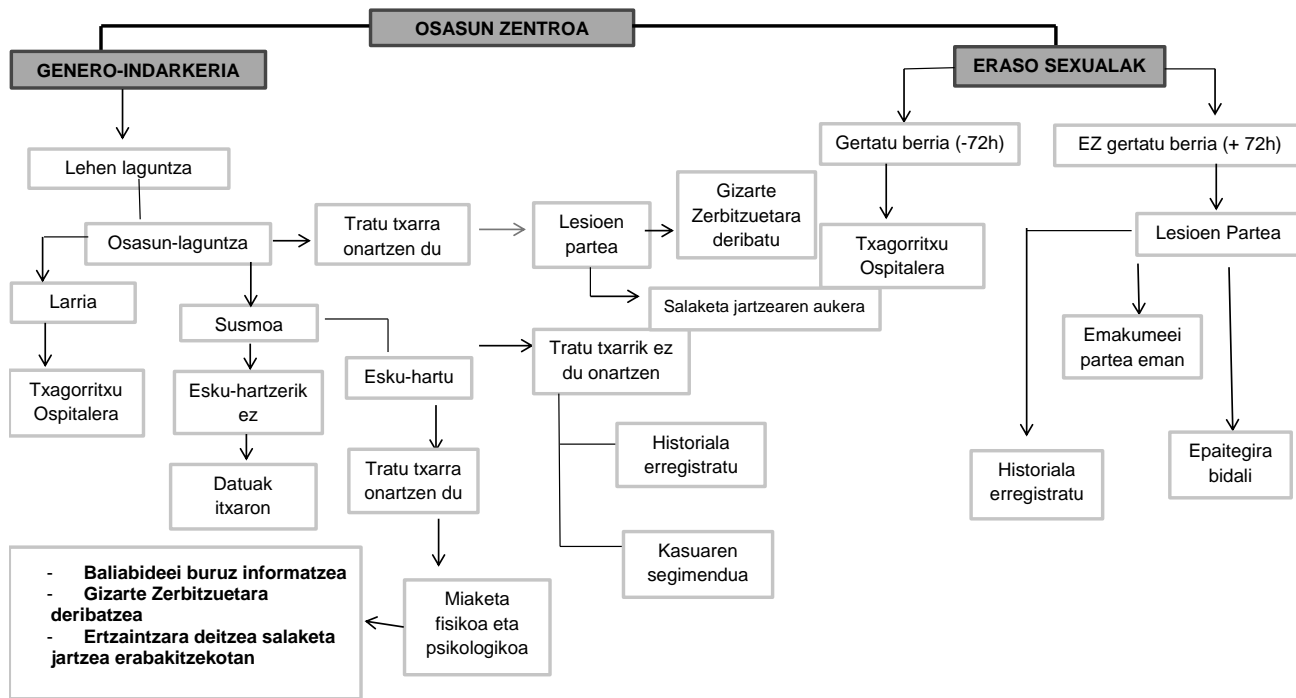 OSASUN ZENTROA
GENERO-INDARKERIA
ERASO SEXUALAK
Lehen laguntza
Osasun-laguntza
Larria
Txagorritxu
Ospitalera
Susmoa
Esku-hartzerik
ez
Datuak
itxaron
Tratu txarra
onartzen du
Lesioen
partea
Gizarte
Zerbitzuetara
deribatu
Salaketa jartzearen aukera
Esku-hartu
Tratu txarra
onartzen du
Miaketa
fisikoa eta
psikologikoa
- Baliabideei buruz informatzea
- Gizarte Zerbitzuetara
deribatzea
- Ertzaintzara deitzea salaketa
jartzea erabakitzekotan
Tratu txarrik ez
du onartzen
Historiala
erregistratu
Kasuaren
segimendua
Gertatu berria (-72h)
Txagorritxu
Ospitalera
EZ gertatu berria (+ 72h)
Lesioen Partea
Historiala
erregistratu
Emakumeei
partea eman
Epaitegira
bidali